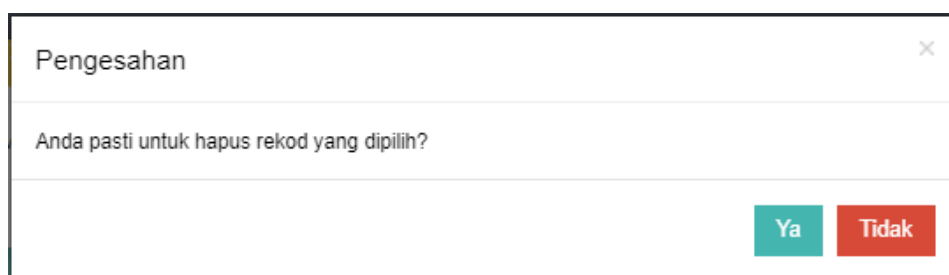 Pengesahan
Anda pasti untuk hapus rekod yang dipilih?
Ya Tidak